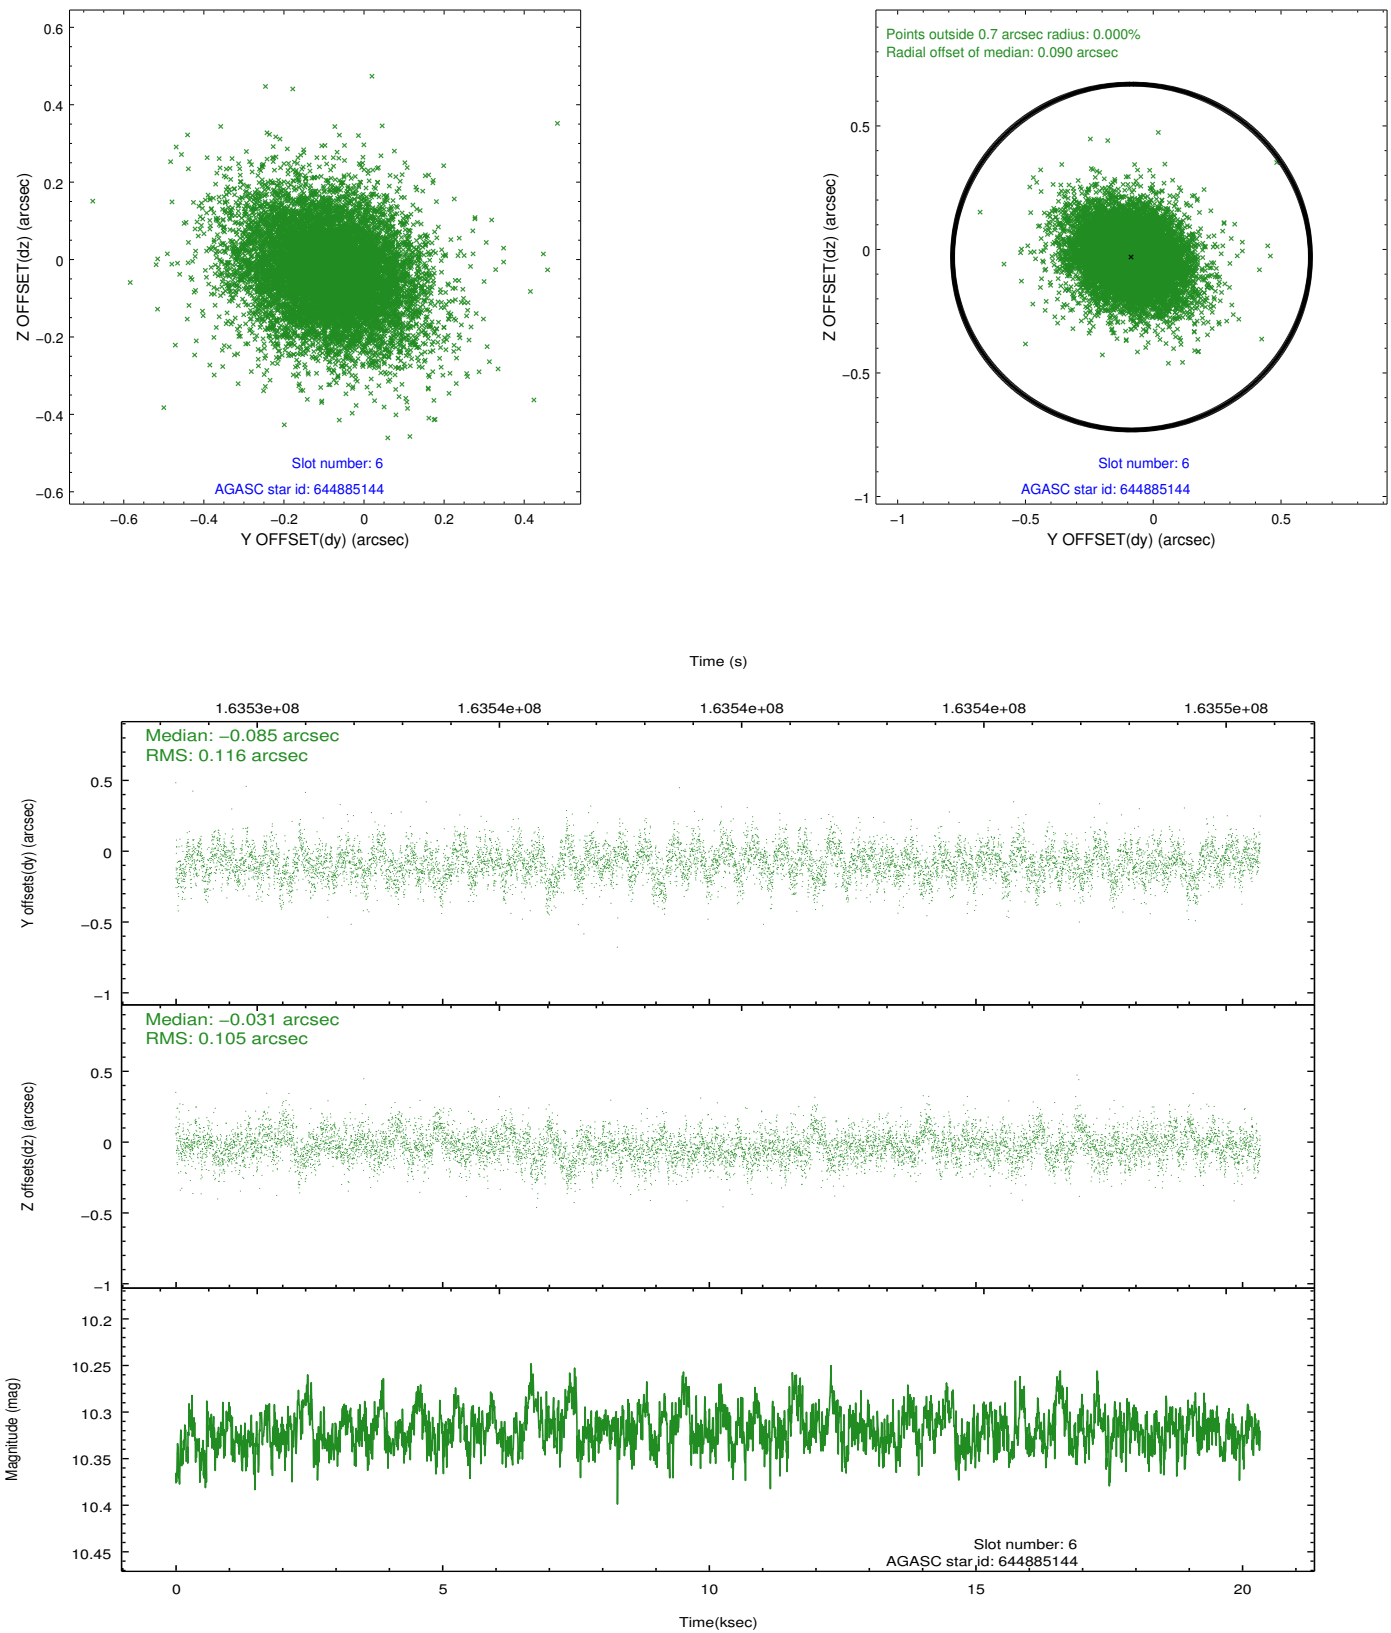 0.6
0.4
0.2
0
−0.2
−0.4
−0.6
Z OFFSET(dz) (arcsec)
Slot number: 6
AGASC star id: 644885144
−0.6 −0.4 −0.2 0 0.2 0.4
Y OFFSET(dy) (arcsec)
Points outside 0.7 arcsec radius: 0.000%
Radial offset of median: 0.090 arcsec
0.5
0
−0.5
−1
Z OFFSET(dz) (arcsec)
Slot number: 6
AGASC star id: 644885144
−1 −0.5 0 0.5
Y OFFSET(dy) (arcsec)
Time (s)
1.6353e+08 1.6354e+08 1.6354e+08 1.6354e+08 1.6355e+08
Median: −0.085 arcsec
RMS: 0.116 arcsec
0.5
0
−0.5
−1
Y offsets(dy) (arcsec)
Median: −0.031 arcsec
RMS: 0.105 arcsec
0.5
0
−0.5
−1
Z offsets(dz) (arcsec)
10.2
10.25
10.3
10.35
10.4
10.45
Magnitude (mag)
Slot number: 6
AGASC star id: 644885144
0 5 10 15 20
Time(ksec)